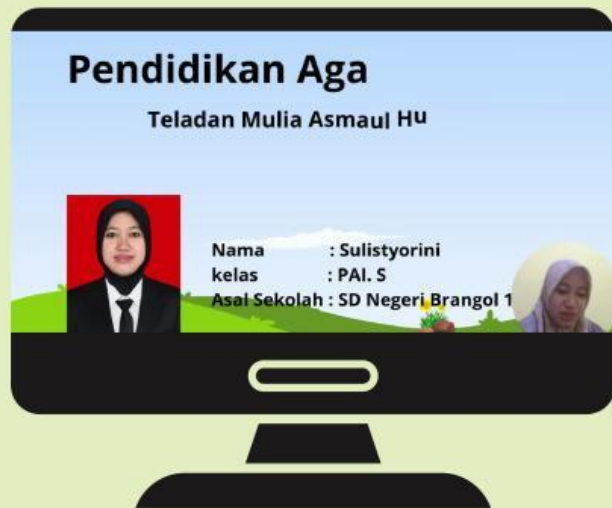 Pendidikan Aga
Teladan Mulia Asmaul Hu
Nama : Sulistyorini
kelas : PAI. S
Asal Sekolah : SD Negeri Brangol 1